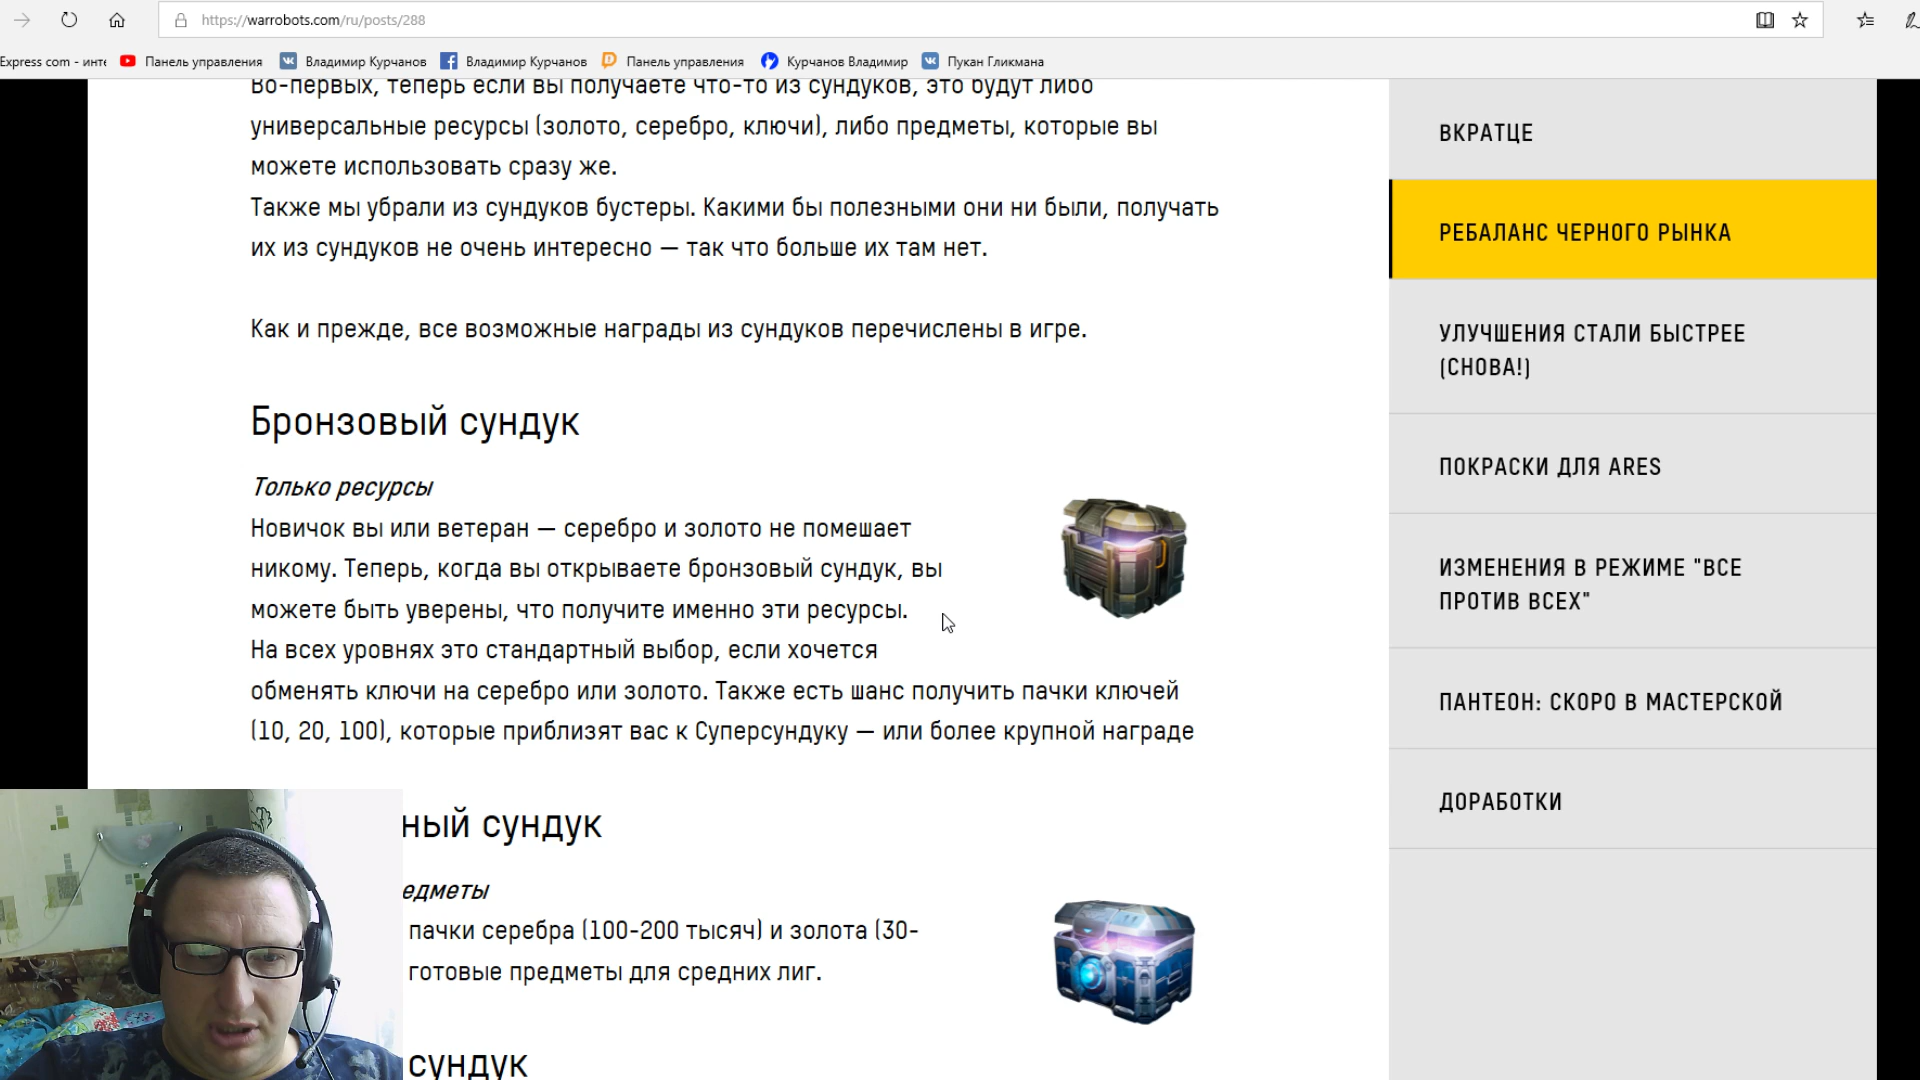 https://warrobots.com/ru/posts/288
Express com - инте
Панель управления
Владимир Курчанов
Владимир Курчанов
Панель управления
Курчанов Владимир
Пукан Гликмана
Во-первых, теперь если вы получаете что-то из сундуков, это будут либо
универсальные ресурсы (золото, серебро, ключи), либо предметы, которые вы
можете использовать сразу же.
Также мы убрали из сундуков бустеры. Какими бы полезными они ни были, получать
их из сундуков не очень интересно — так что больше их там нет.
Как и прежде, все возможные награды из сундуков перечислены в игре.
Бронзовый сундук
Только ресурсы
Новичок вы или ветеран — серебро и золото не помешает
никому. Теперь, когда вы открываете бронзовый сундук, вы
можете быть уверены, что получите именно эти ресурсы.
На всех уровнях это стандартный выбор, если хочется
обменять ключи на серебро или золото. Также есть шанс получить пачки ключей
(10, 20, 100), которые приблизят вас к Суперсундуку — или более крупной награде
ный сундук
едметы
пачки серебра (100-200 тысяч) и золота (30-
готовые предметы для средних лиг.
сундук
ВКРАТЦЕ
РЕБАЛАНС ЧЕРНОГО РЫНКА
УЛУЧШЕНИЯ СТАЛИ БЫСТРЕЕ
(СНОВА!)
ПОКРАСКИ ДЛЯ ARES
ИЗМЕНЕНИЯ В РЕЖИМЕ "ВСЕ
ПРОТИВ ВСЕХ"
ПАНТЕОН: СКОРО В МАСТЕРСКОЙ
ДОРАБОТКИ